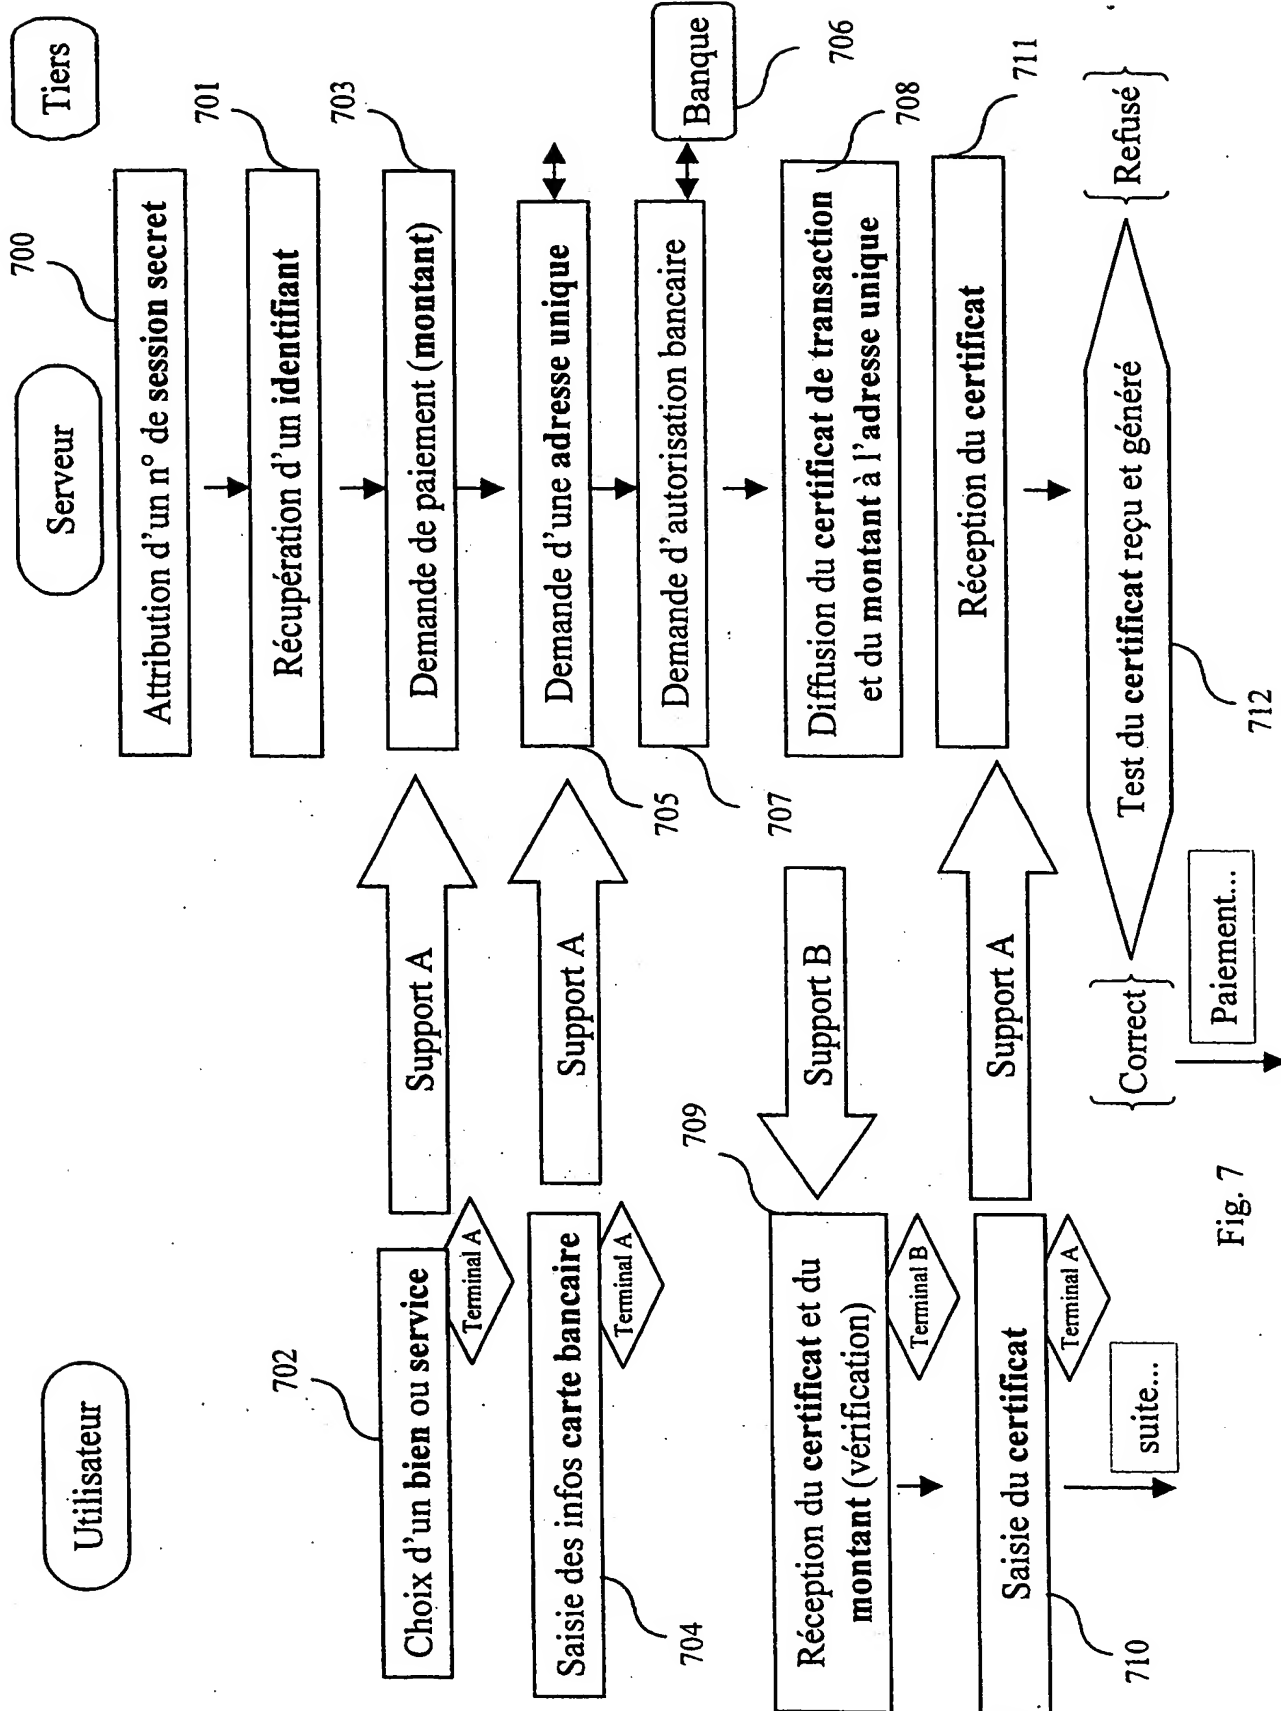 Utilisateur
Serveur
Tiers
700
Attribution d'un n° de session secret
701
Récupération d'un identifiant
702
Choix d'un bien ou service
Terminal A
Support A
703
Demande de paiement (montant)
704
Saisie des infos carte bancaire
Terminal A
Support A
705
Demande d'une adresse unique
706
Banque
707
Demande d'autorisation bancaire
708
Diffusion du certificat de transaction
et du montant à l'adresse unique
Support B
709
Réception du certificat et du
montant (vérification)
Terminal B
710
Saisie du certificat
Terminal A
Support A
711
Réception du certificat
suite...
{Correct}
Test du certificat reçu et généré
{Refusé}
712
Paiement...
Fig. 7